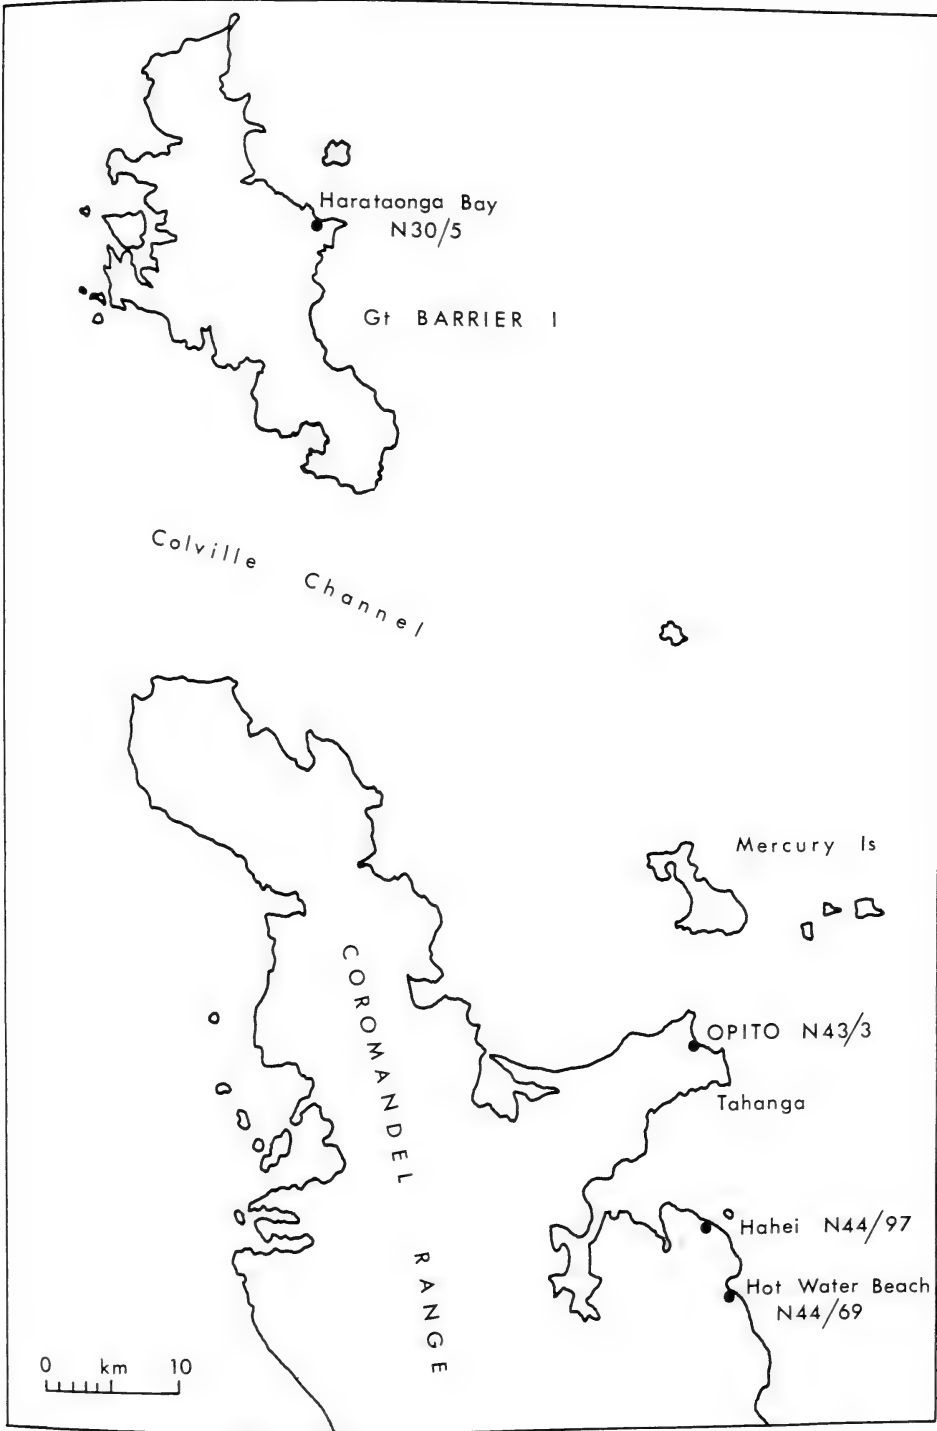 Harataonga Bay
N30/5
Gt BARRIER I
Colville Channel
Mercury Is
COROMANDEL RANGE
OPITO N43/3
Tahanga
Hahei N44/97
Hot Water Beach
N44/69
0 km 10